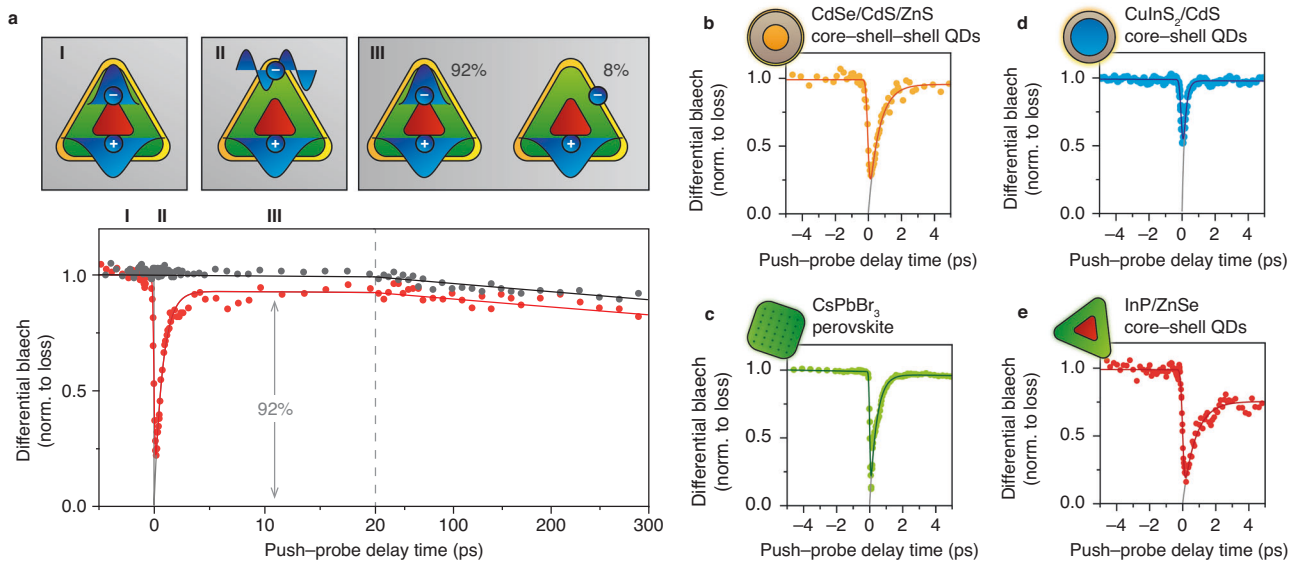 a
I
II
III
92%
8%
−
+
−
+
−
+
−
+
I
II
III
Differential blaech
(norm. to loss)
1.0
0.5
0.0
92%
0
10
20
100
200
300
Push–probe delay time (ps)
b
CdSe/CdS/ZnS
core–shell–shell QDs
Differential blaech
(norm. to loss)
1.0
0.5
0.0
−4
−2
0
2
4
Push–probe delay time (ps)
c
CsPbBr3
perovskite
Differential bleach
(norm. to loss)
1.0
0.5
0.0
−4
−2
0
2
4
Push–probe delay time (ps)
d
CuInS2/CdS
core–shell QDs
Differential bleach
(norm. to loss)
1.0
0.5
0.0
−4
−2
0
2
4
Push–probe delay time (ps)
e
InP/ZnSe
core–shell QDs
Differential bleach
(norm. to loss)
1.0
0.5
0.0
−4
−2
0
2
4
Push–probe delay time (ps)